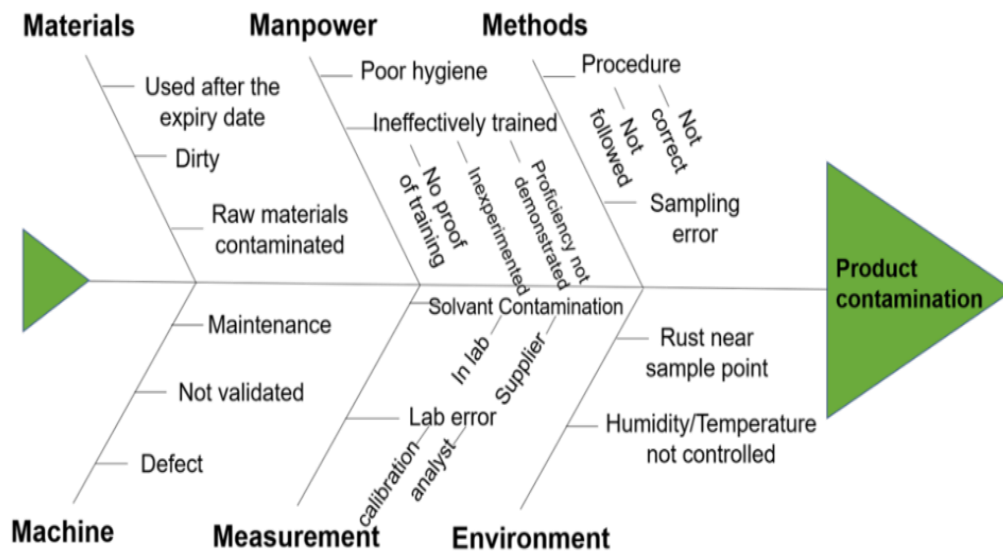 Materials
Manpower
Methods
Used after the
expiry date
Dirty
Raw materials
contaminated
Poor hygiene
Ineffectively trained
No proof
of training
Inexperimented
Proficiency not
demonstrated
Procedure
Not
followed
Not
correct
Sampling
error
Product
contamination
Maintenance
Not validated
Defect
Solvant Contamination
In lab
Supplier
Lab error
calibration
analyst
Rust near
sample point
Humidity/Temperature
not controlled
Machine
Measurement
Environment